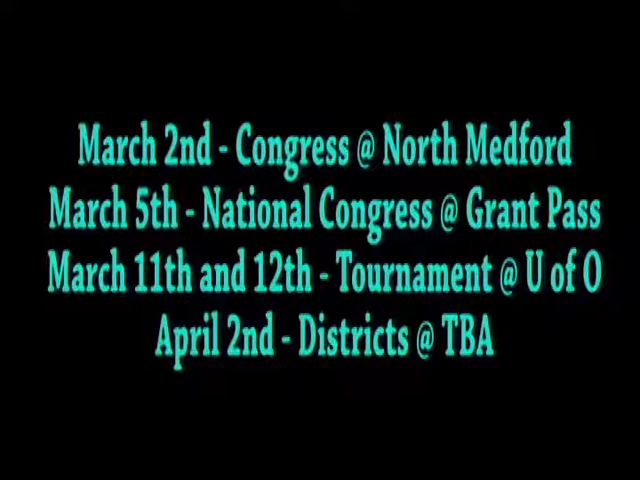 March 2nd - Congress @ North Medford
March 5th - National Congress @ Grant Pass
March 11th and 12th - Tournament @ U of O
April 2nd - Districts @ TBA